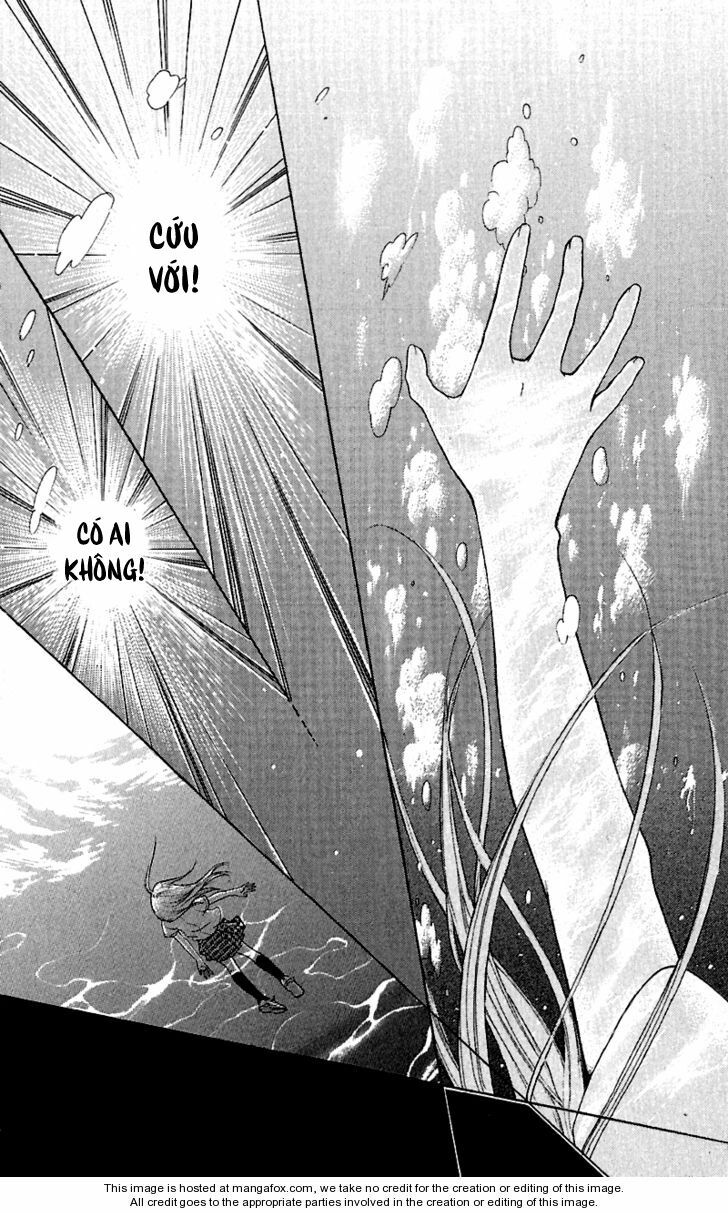 CỨU
VỚI!
CÓ AI
KHÔNG!
This image is hosted at mangafox.com, we take no credit for the creation or editing of this image.
All credit goes to the appropriate parties involved in the creation or editing of this image.